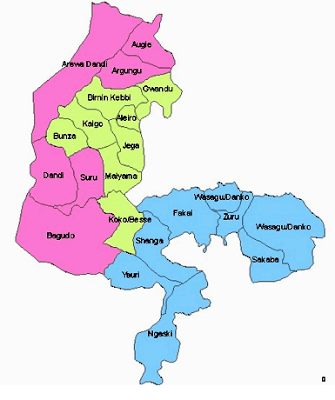 Augie
Arewa Dandi
Argungu
Gwandu
Birnin Kebbi
Aleiro
Kalgo
Bunza
Jega
Dandi
Suru
Maiyama
Wasagu/Danko
Koko/Besse
Fakai
Zuru
Wasagu/Danko
Bagudo
Shanga
Sakaba
Yauri
Ngaski